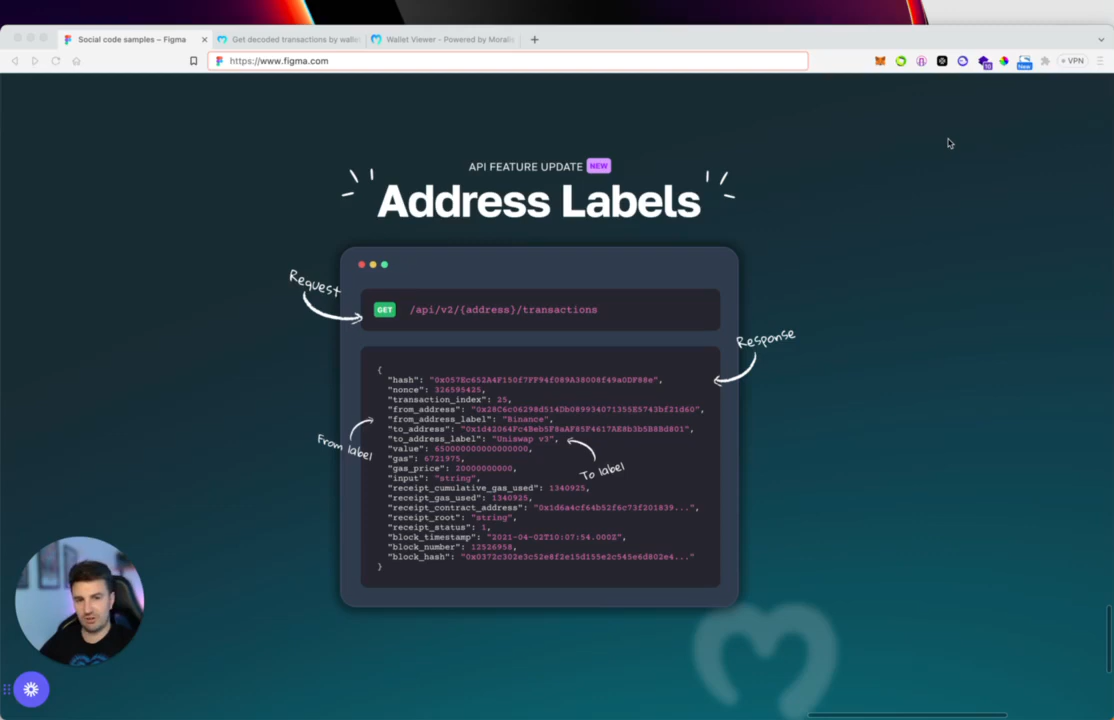 Social code samples – Figma
Get decoded transactions by walle
Wallet Viewer - Powered by Moralis
https://www.figma.com
10
New
VPN
API FEATURE UPDATE NEW
Address Labels
Request
GET /api/v2/{address}/transactions
Response
{
"hash": "0x057Ec652A4F150f7FF94f089A38008f49a0DF88e",
"nonce": 326595425,
"transaction_index": 25,
"from_address": "0x28C6c06298d514Db089934071355E5743bf21d60",
"from_address_label": "Binance",
"to_address": "0x1d42064Fc4Beb5F8aAF85F4617AE8b3b5B8Bd801",
"to_address_label": "Uniswap v3",
From label
"value": 650000000000000000,
"gas": 6721975,
To label
"gas_price": 20000000000,
"input": "string",
"receipt_cumulative_gas_used": 1340925,
"receipt_gas_used": 1340925,
"receipt_contract_address": "0x1d6a4cf64b52f6c73f201839...",
"receipt_root": "string",
"receipt_status": 1,
"block_timestamp": "2021-04-02T10:07:54.000Z",
"block_number": 12526958,
"block_hash": "0x0372c302e3c52e8f2e15d155e2c545e6d802e4..."
}